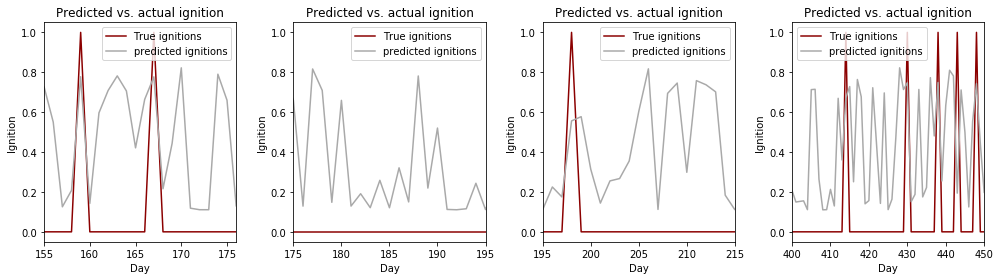 Predicted vs. actual ignition
True ignitions
predicted ignitions
Ignition
1.0
0.8
0.6
0.4
0.2
0.0
155
160
165
170
175
Day
Predicted vs. actual ignition
True ignitions
predicted ignitions
Ignition
1.0
0.8
0.6
0.4
0.2
0.0
175
180
185
190
195
Day
Predicted vs. actual ignition
True ignitions
predicted ignitions
Ignition
1.0
0.8
0.6
0.4
0.2
0.0
195
200
205
210
215
Day
Predicted vs. actual ignition
True ignitions
predicted ignitions
Ignition
1.0
0.8
0.6
0.4
0.2
0.0
400
410
420
430
440
450
Day